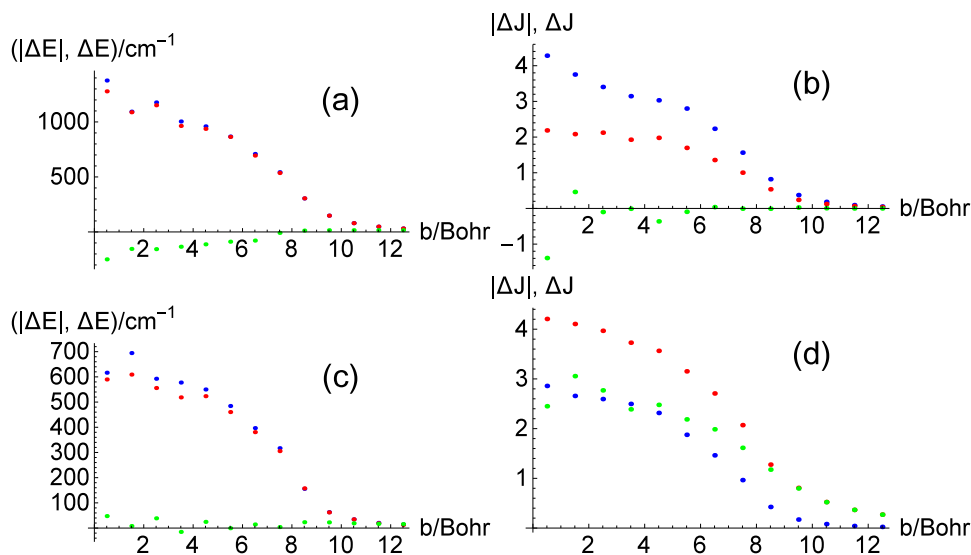 (|ΔE|, ΔE)/cm⁻¹
1000
500
2 4 6 8 10 12
b/Bohr
(a)
|ΔJ|, ΔJ
4
3
2
1
-1
2 4 6 8 10 12
b/Bohr
(b)
(|ΔE|, ΔE)/cm⁻¹
700
600
500
400
300
200
100
2 4 6 8 10 12
b/Bohr
(c)
|ΔJ|, ΔJ
4
3
2
1
2 4 6 8 10 12
b/Bohr
(d)